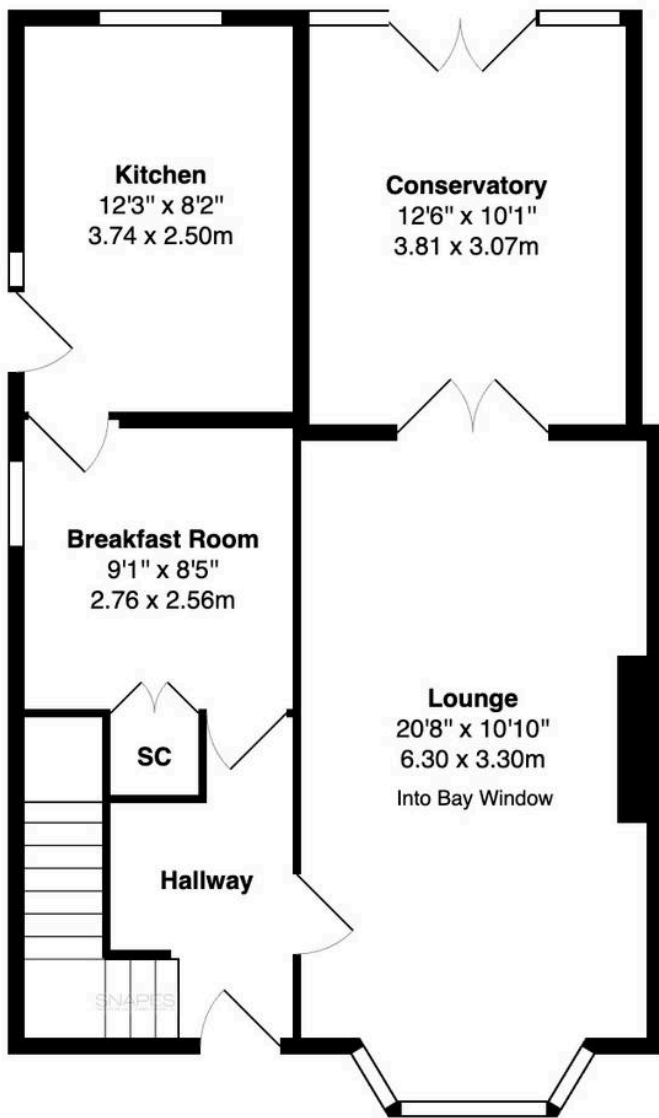 Kitchen
12'3" x 8'2"
3.74 x 2.50m
Conservatory
12'6" x 10'1"
3.81 x 3.07m
Breakfast Room
9'1" x 8'5"
2.76 x 2.56m
Lounge
20'8" x 10'10"
6.30 x 3.30m
Into Bay Window
SC
Hallway
SNAPES